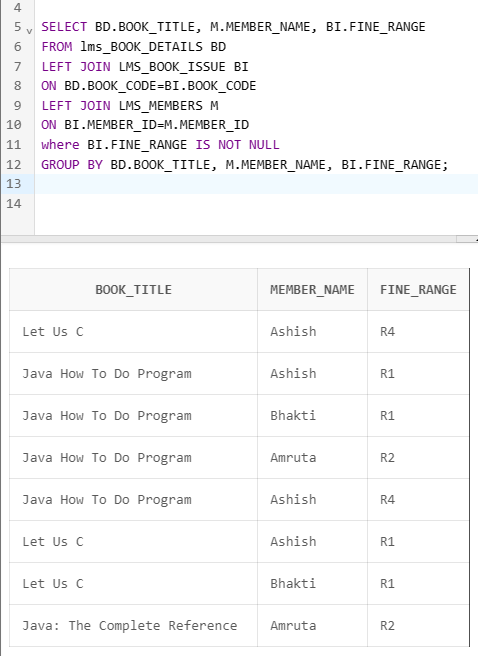 4
5 SELECT BD.BOOK_TITLE, M.MEMBER_NAME, BI.FINE_RANGE
6 FROM lms_BOOK_DETAILS BD
7 LEFT JOIN LMS_BOOK_ISSUE BI
8 ON BD.BOOK_CODE=BI.BOOK_CODE
9 LEFT JOIN LMS_MEMBERS M
10 ON BI.MEMBER_ID=M.MEMBER_ID
11 where BI.FINE_RANGE IS NOT NULL
12 GROUP BY BD.BOOK_TITLE, M.MEMBER_NAME, BI.FINE_RANGE;
13
14
BOOK_TITLE MEMBER_NAME FINE_RANGE
Let Us C Ashish R4
Java How To Do Program Ashish R1
Java How To Do Program Bhakti R1
Java How To Do Program Amruta R2
Java How To Do Program Ashish R4
Let Us C Ashish R1
Let Us C Bhakti R1
Java: The Complete Reference Amruta R2